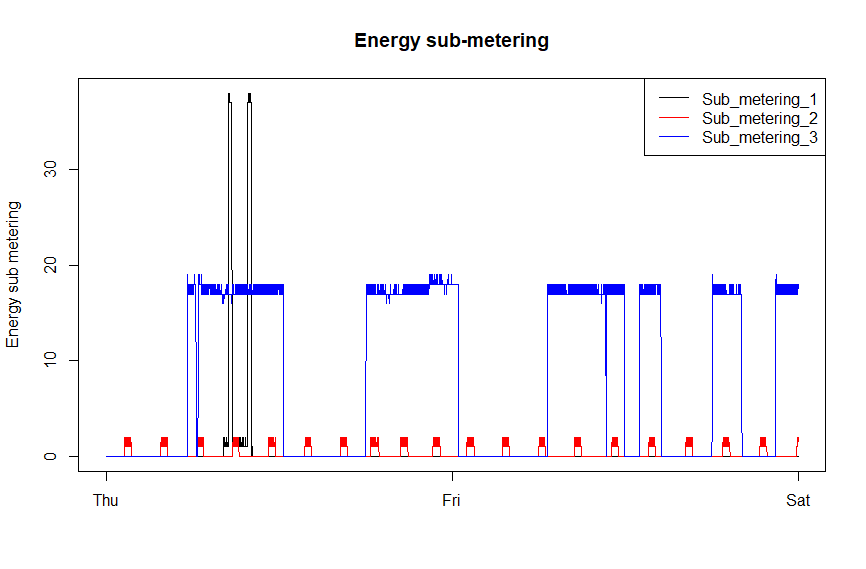 Energy sub-metering
Sub_metering_1
Sub_metering_2
Sub_metering_3
Energy sub metering
30
20
10
0
Thu Fri Sat